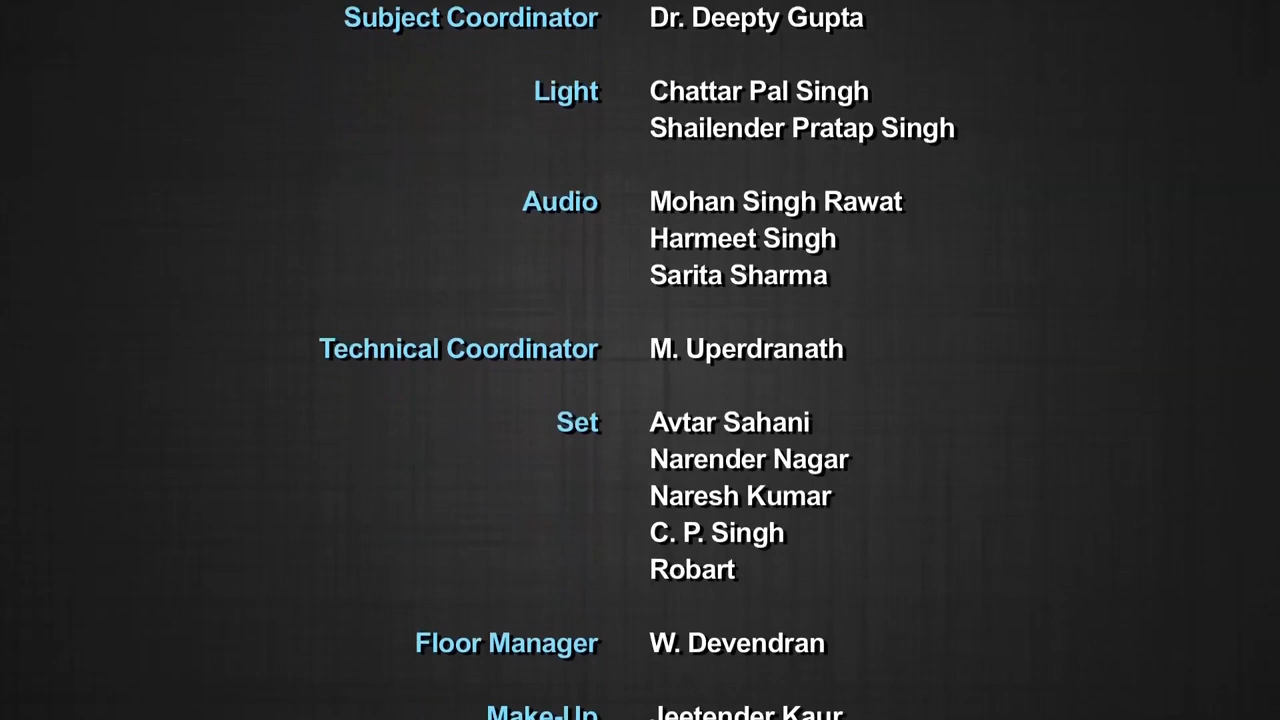 Subject Coordinator Dr. Deepty Gupta
Light Chattar Pal Singh
Shailender Pratap Singh
Audio Mohan Singh Rawat
Harmeet Singh
Sarita Sharma
Technical Coordinator M. Uperdranath
Set Avtar Sahani
Narender Nagar
Naresh Kumar
C. P. Singh
Robart
Floor Manager W. Devendran
Make-Up Jeetender Kaur